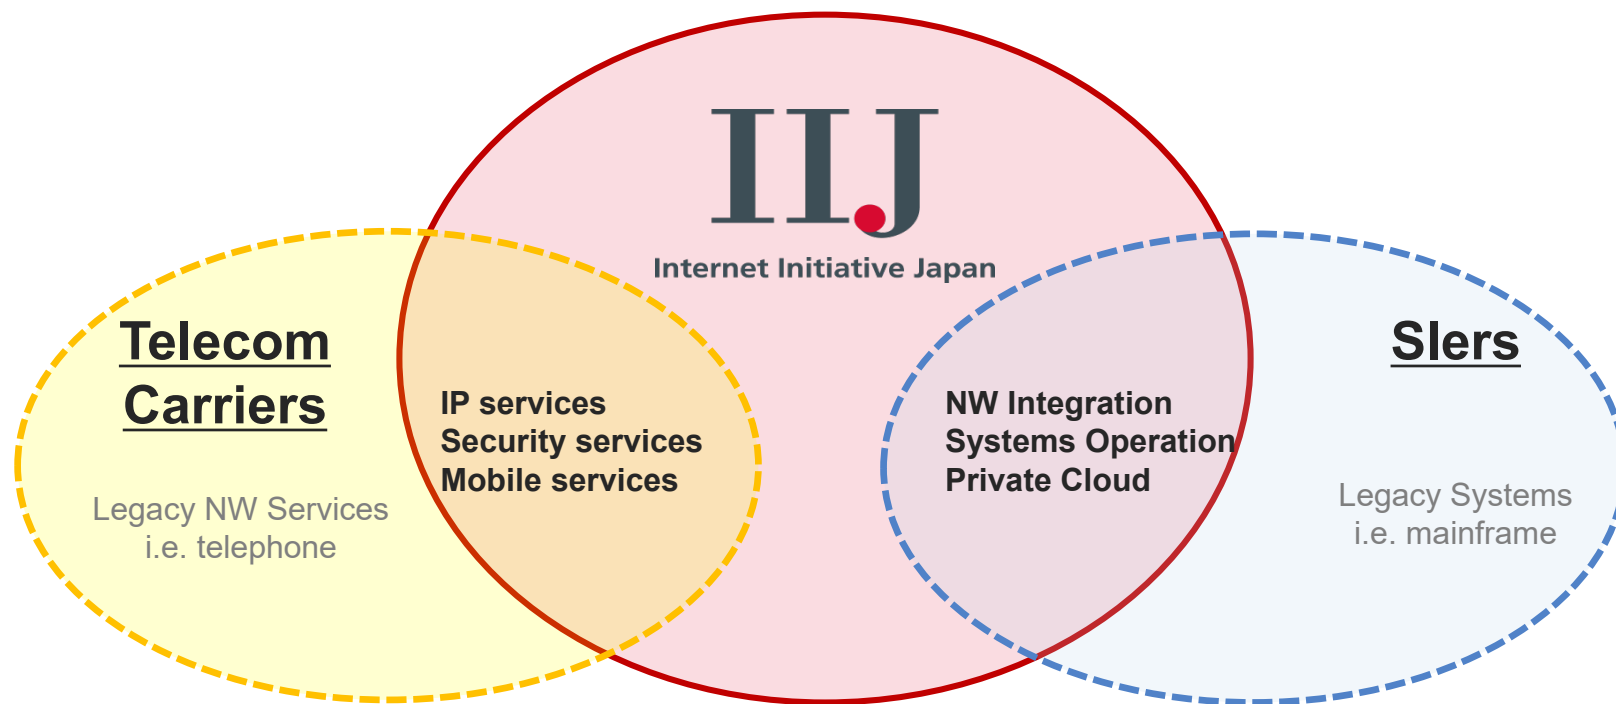 IIJ
Internet Initiative Japan
Telecom
Carriers
Legacy NW Services
i.e. telephone
IP services
Security services
Mobile services
NW Integration
Systems Operation
Private Cloud
SIers
Legacy Systems
i.e. mainframe